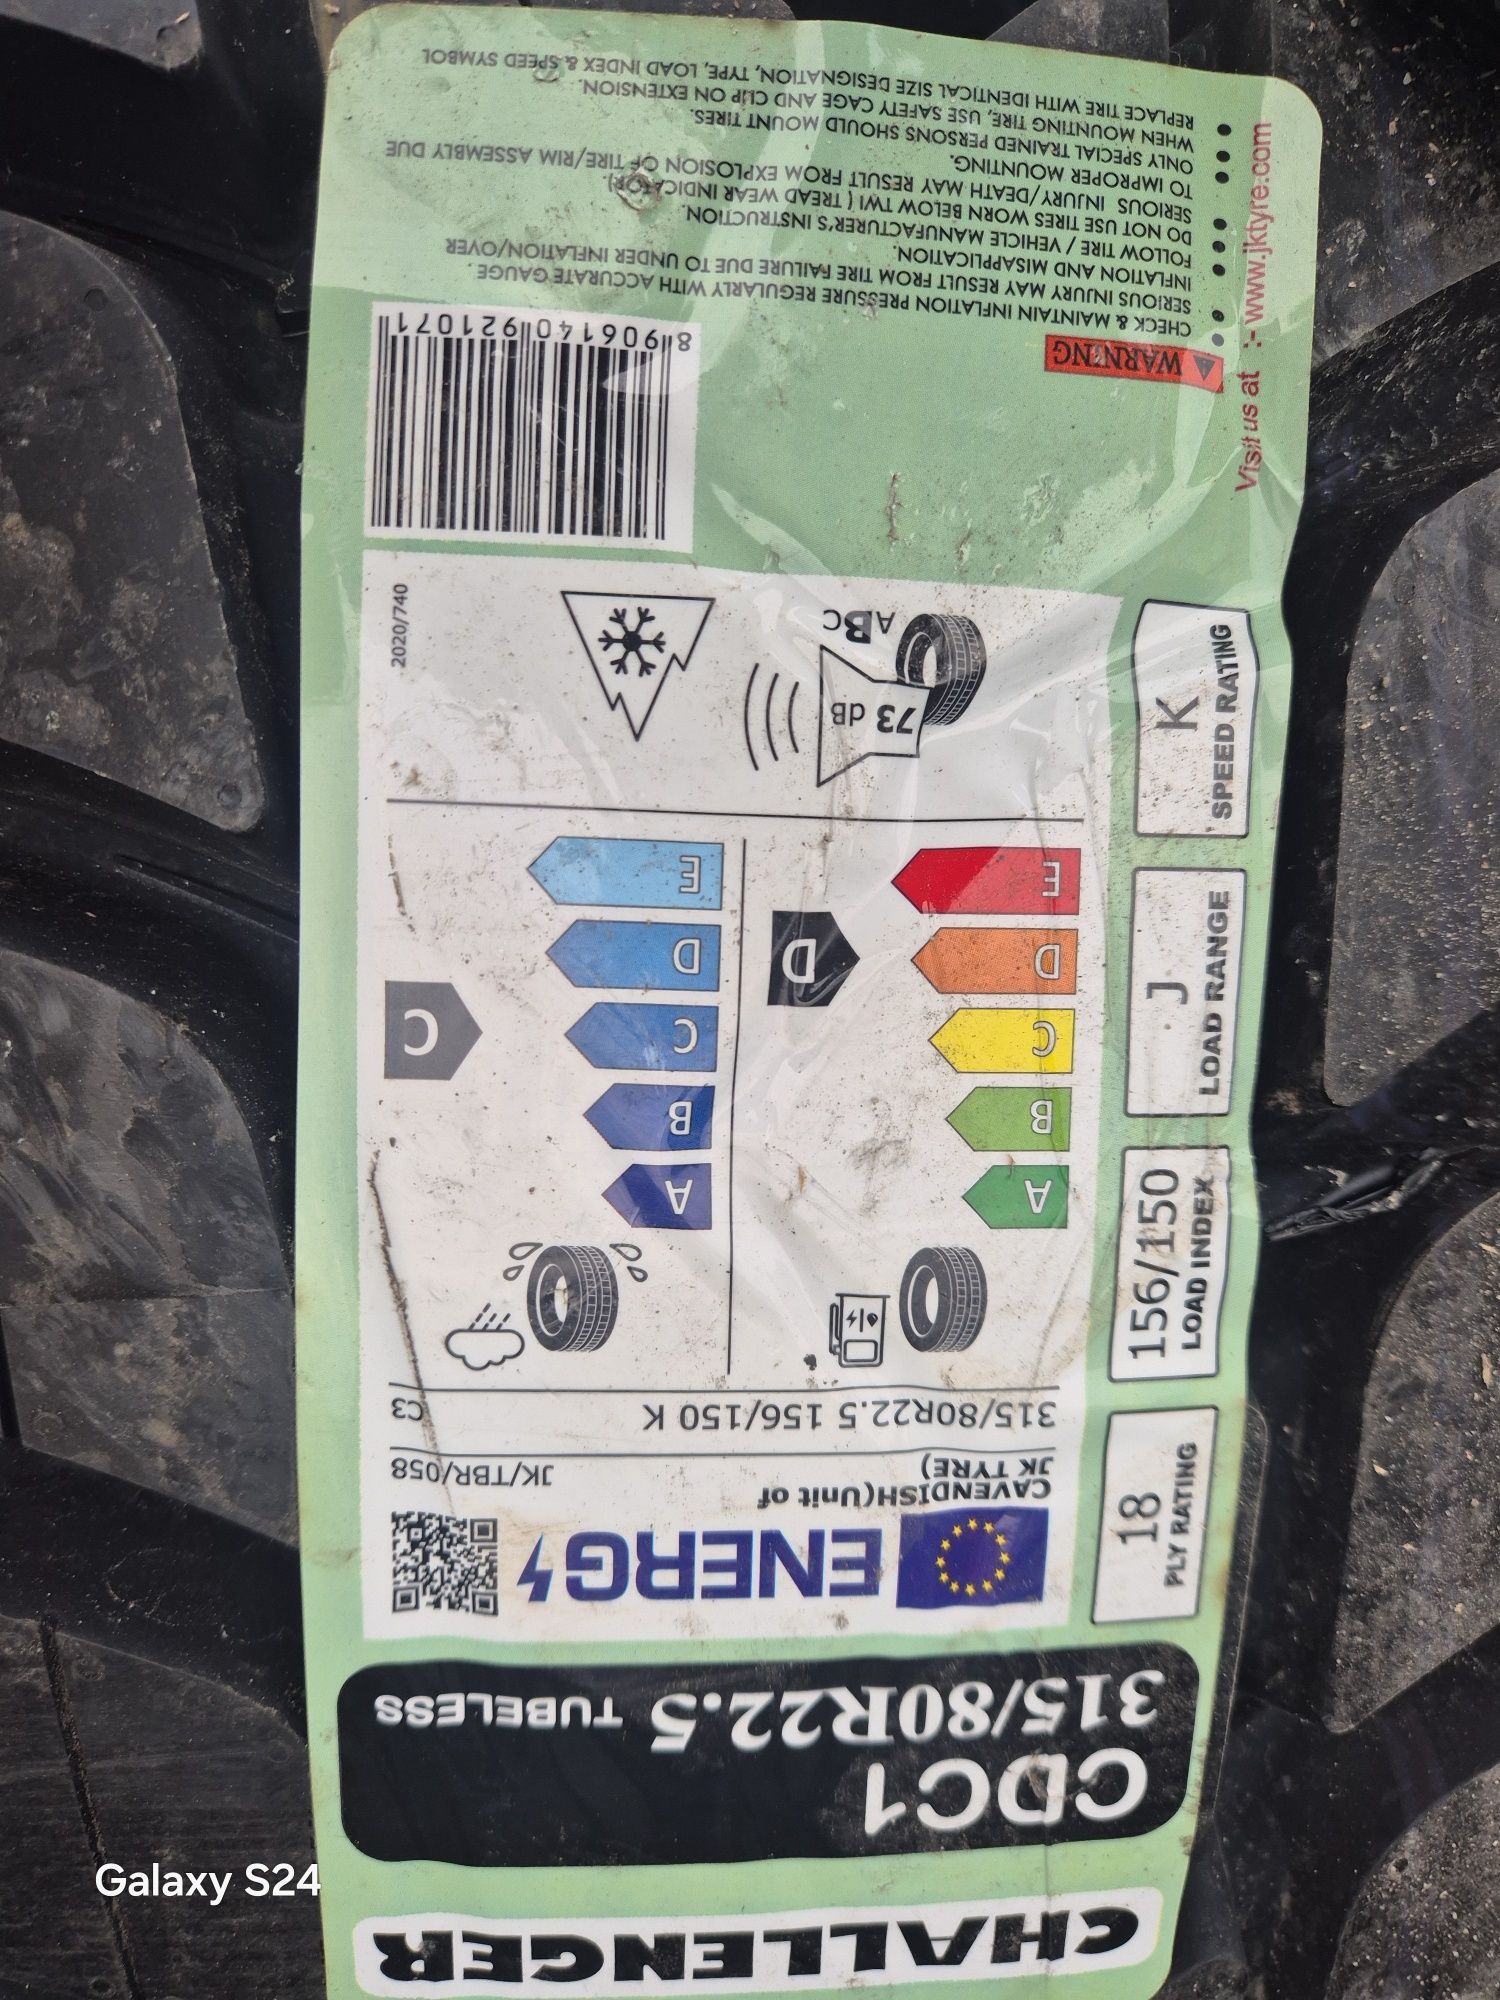 CHALLENGER
CDC1
315/80R22.5 TUBELESS
ENERG
CAVENDISH(Unit of
JK TYRE)
JK/TBR/058
315/80R22.5 156/150 K
C3
A
B
C
D
E
D
A
B
C
D
E
C
73 dB
ABC
2020/740
18
PLY RATING
156/150
LOAD INDEX
J
LOAD RANGE
K
SPEED RATING
8 906140 921071
WARNING
CHECK & MAINTAIN INFLATION PRESSURE REGULARLY WITH ACCURATE GAUGE.
SERIOUS INJURY MAY RESULT FROM TIRE FAILURE DUE TO UNDER INFLATION/OVER
INFLATION AND MISAPPLICATION.
FOLLOW TIRE / VEHICLE MANUFACTURER'S INSTRUCTION.
DO NOT USE TIRES WORN BELOW TWI ( TREAD WEAR INDICATOR)
SERIOUS INJURY/DEATH MAY RESULT FROM EXPLOSION OF TIRE/RIM ASSEMBLY DUE
TO IMPROPER MOUNTING.
ONLY SPECIAL TRAINED PERSONS SHOULD MOUNT TIRES.
WHEN MOUNTING TIRE, USE SAFETY CAGE AND CLIP ON EXTENSION.
REPLACE TIRE WITH IDENTICAL SIZE DESIGNATION, TYPE, LOAD INDEX & SPEED SYMBOL
Visit us at :- www.jktyre.com
Galaxy S24